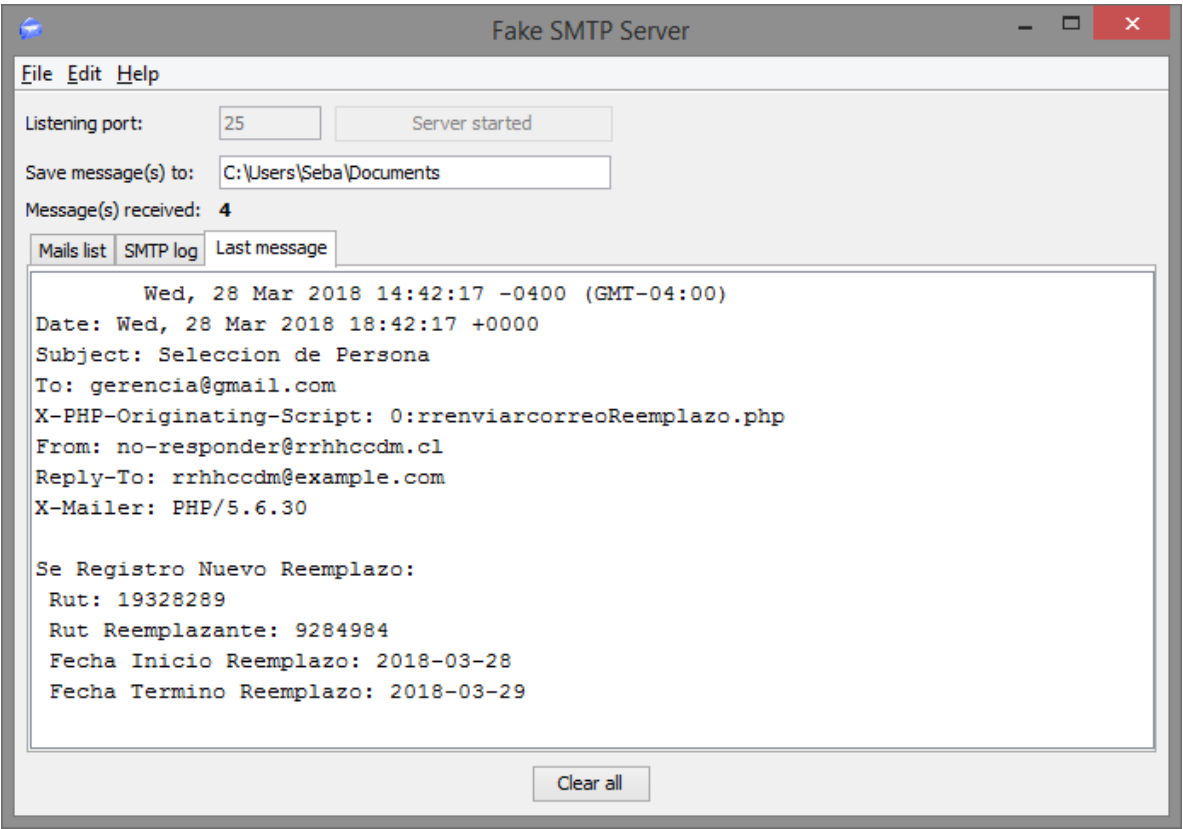 Fake SMTP Server
File Edit Help
Listening port: 25 Server started
Save message(s) to: C:\Users\Seba\Documents
Message(s) received: 4
Mails list SMTP log Last message
Wed, 28 Mar 2018 14:42:17 -0400 (GMT-04:00)
Date: Wed, 28 Mar 2018 18:42:17 +0000
Subject: Seleccion de Persona
To: gerencia@gmail.com
X-PHP-Originating-Script: 0:rrenviarcorreoReemplazo.php
From: no-responder@rrhhccdm.cl
Reply-To: rrhhccdm@example.com
X-Mailer: PHP/5.6.30
Se Registro Nuevo Reemplazo:
Rut: 19328289
Rut Reemplazante: 9284984
Fecha Inicio Reemplazo: 2018-03-28
Fecha Termino Reemplazo: 2018-03-29
Clear all